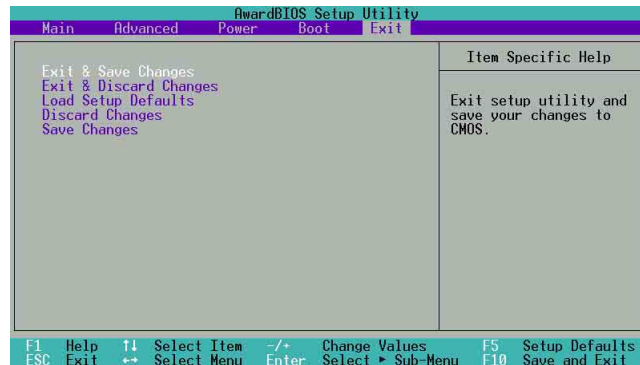 AwardBIOS Setup Utility
Main Advanced Power Boot Exit
Item Specific Help
Exit & Save Changes
Exit & Discard Changes
Load Setup Defaults
Discard Changes
Save Changes
Exit setup utility and
save your changes to
CMOS.
F1 Help ↑↓ Select Item -/+ Change Values F5 Setup Defaults
ESC Exit ←→ Select Menu Enter Select ► Sub-Menu F10 Save and Exit